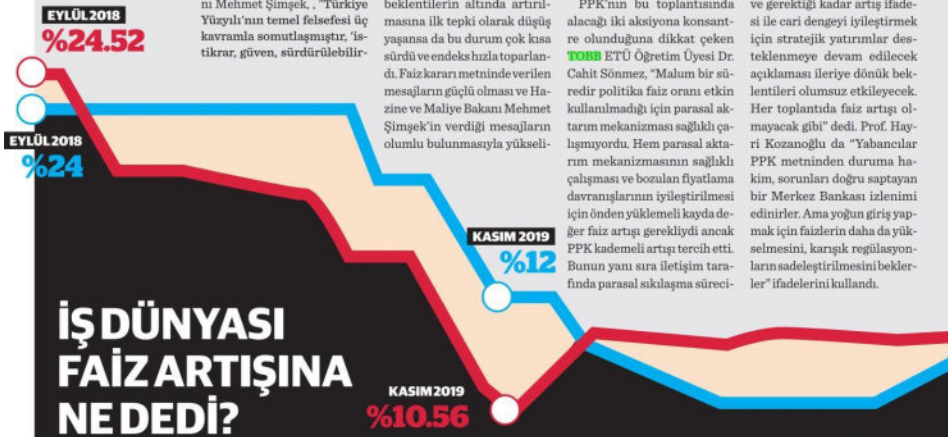 EYLÜL 2018
%24.52
EYLÜL 2018
%24
ni Mehmet Şimşek, , "Türkiye
Yüzyılı'nın temel felsefesi üç
kavramla somutlaşmıştır, 'is-
tikrar, güven, sürdürülebilir-
beklentilerin altında artırıl-
masına ilk tepki olarak düşüş
yaşansa da bu durum çok kısa
sürdü ve endeks hızla toparlan-
dı. Faiz kararı metninde verilen
mesajların güçlü olması ve Ha-
zine ve Maliye Bakanı Mehmet
Şimşek'in verdiği mesajların
olumlu bulunmasıyla yükseli-
PPK'nin bu toplantısında
alacağı iki aksiyona konsant-
re olunduğuna dikkat çeken
TOBB ETÜ Öğretim Üyesi Dr.
Cahit Sönmez, "Malum bir sü-
redir politika faiz oranı etkin
kullanılmadığı için parasal ak-
tarım mekanizması sağlıklı ça-
lışmıyordu. Hem parasal akta-
rım mekanizmasının sağlıklı
çalışması ve bozulan fiyatlama
davranışlarının iyileştirilmesi
için önden yüklemeli kayda de-
ğer faiz artışı gerekliydi ancak
PPK kademeli artışı tercih etti.
Bunun yanı sıra iletişim tara-
fında parasal sıkılaşma süreci-
ve gerektiği kadar artış ifade-
si ile cari dengeyi iyileştirmek
için stratejik yatırımlar des-
teklenmeye devam edilecek
açıklaması ileriye dönük bek-
lentileri olumsuz etkileyecek.
Her toplantıda faiz artışı ol-
mayacak gibi" dedi. Prof. Hay-
ri Kozanoğlu da "Yabancılar
PPK metninden duruma ha-
kim, sorunları doğru saptayan
bir Merkez Bankası izlenimi
edinirler. Ama yoğun giriş yap-
mak için faizlerin daha da yük-
selmesini, karışık regülasyon-
ların sadeleştirilmesini bekler-
ler" ifadelerini kullandı.
KASIM 2019
%12
İŞ DÜNYASI
FAİZ ARTIŞINA
NE DEDİ?
KASIM 2019
%10.56